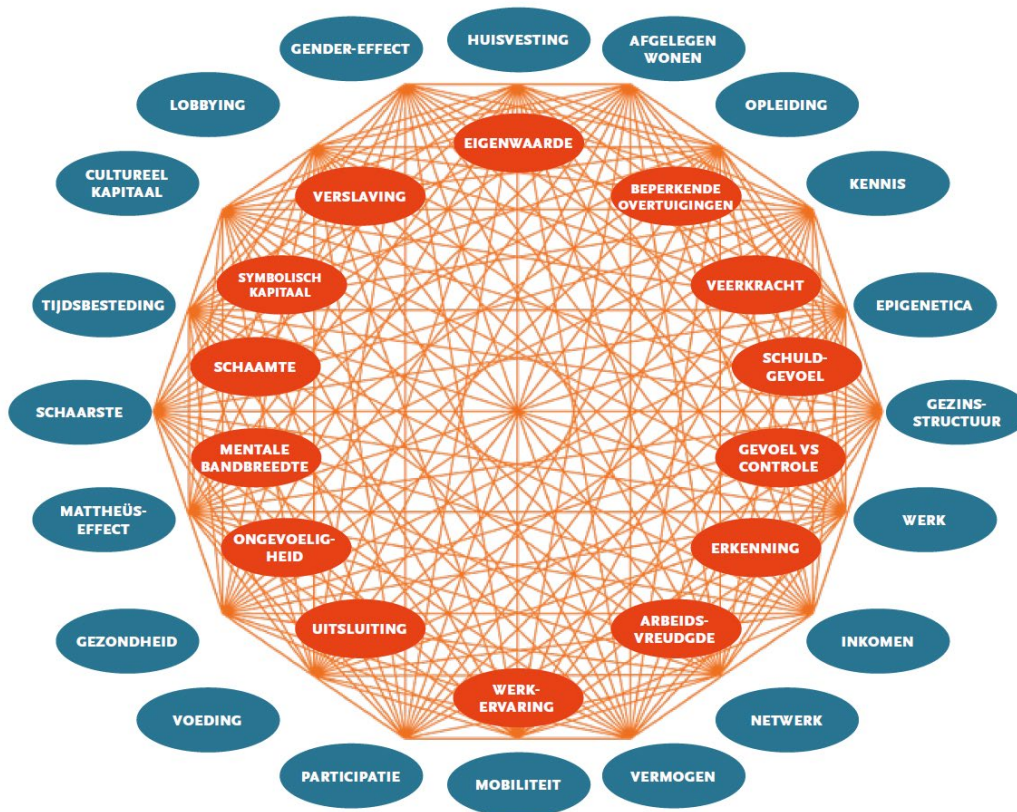 HUISVESTING
AFGELEGEN
WONEN
OPLEIDING
KENNIS
EPIGENETICA
GEZINS-
STRUCTUUR
WERK
INKOMEN
NETWERK
VERMOGEN
MOBILITEIT
PARTICIPATIE
VOEDING
GEZONDHEID
MATTHEÜS-
EFFECT
SCHAARSTE
TIJDSBESTEDING
CULTUREEL
KAPITAAL
LOBBYING
GENDER-EFFECT
EIGENWAARDE
BEPERKENDE
OVERTUIGINGEN
VEERKRACHT
SCHULD-
GEVOEL
GEVOEL VS
CONTROLE
ERKENNING
ARBEIDS-
VREUDGDE
WERK-
ERVARING
UITSLUITING
ONGEVOELIG-
HEID
MENTALE
BANDBREEDTE
SCHAAMTE
SYMBOLISCH
KAPITAAL
VERSLAVING